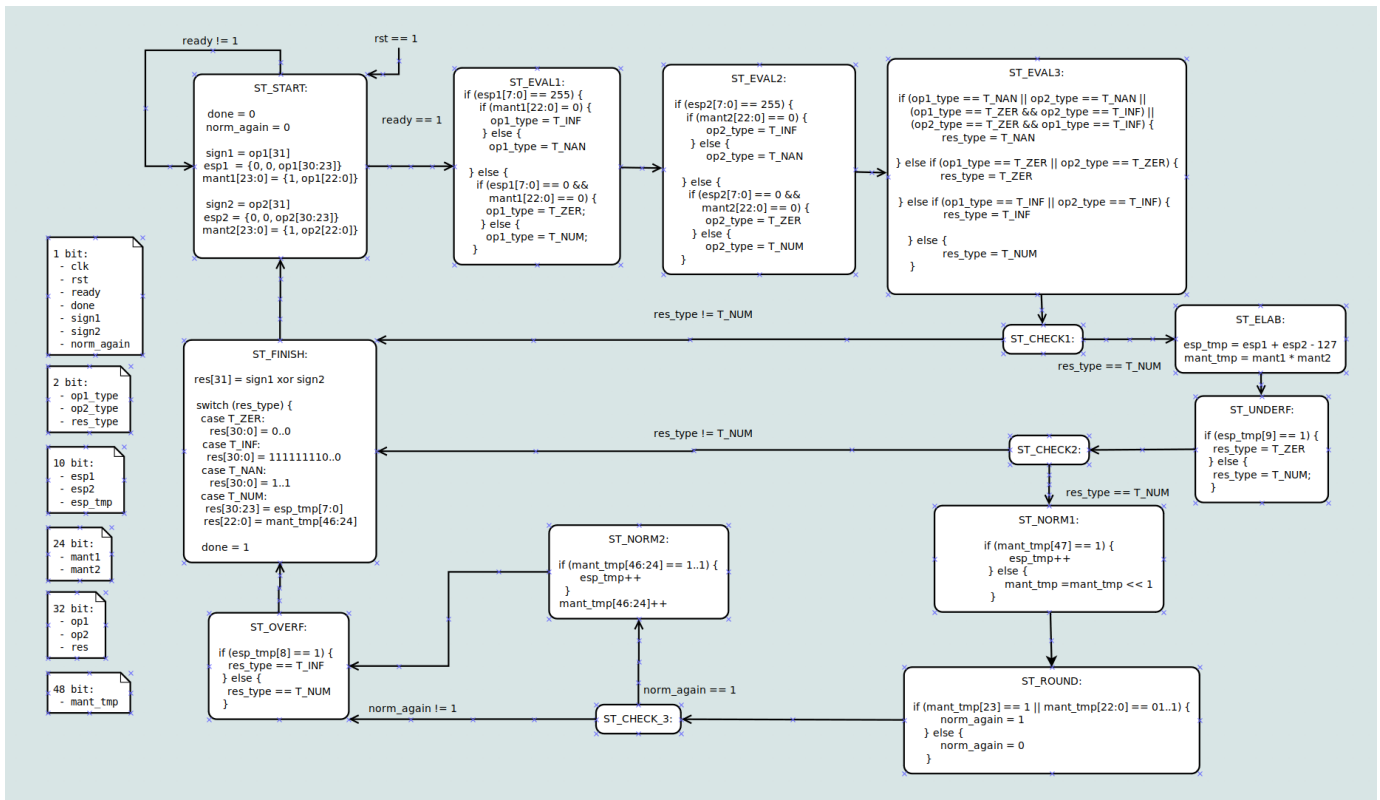 ready != 1
rst == 1
ST_START:
done = 0
norm_again = 0
sign1 = op1[31]
esp1 = {0, 0, op1[30:23]}
mant1[23:0] = {1, op1[22:0]}
sign2 = op2[31]
esp2 = {0, 0, op2[30:23]}
mant2[23:0] = {1, op2[22:0]}
ready == 1
ST_EVAL1:
if (esp1[7:0] == 255) {
if (mant1[22:0] = 0) {
op1_type = T_INF
} else {
op1_type = T_NAN
} else {
if (esp1[7:0] == 0 &&
mant1[22:0] == 0) {
op1_type = T_ZER;
} else {
op1_type = T_NUM;
}
ST_EVAL2:
if (esp2[7:0] == 255) {
if (mant2[22:0] == 0) {
op2_type = T_INF
} else {
op2_type = T_NAN
} else {
if (esp2[7:0] == 0 &&
mant2[22:0] == 0) {
op2_type = T_ZER
} else {
op2_type = T_NUM
}
ST_EVAL3:
if (op1_type == T_NAN || op2_type == T_NAN ||
(op1_type == T_ZER && op2_type == T_INF) ||
(op2_type == T_ZER && op1_type == T_INF) {
res_type = T_NAN
} else if (op1_type == T_ZER || op2_type == T_ZER) {
res_type = T_ZER
} else if (op1_type == T_INF || op2_type == T_INF) {
res_type = T_INF
} else {
res_type = T_NUM
}
1 bit:
- clk
- rst
- ready
- done
- sign1
- sign2
- norm_again
2 bit:
- op1_type
- op2_type
- res_type
10 bit:
- esp1
- esp2
- esp_tmp
24 bit:
- mant1
- mant2
32 bit:
- op1
- op2
- res
48 bit:
- mant_tmp
res_type != T_NUM
ST_CHECK1:
res_type == T_NUM
ST_ELAB:
esp_tmp = esp1 + esp2 - 127
mant_tmp = mant1 * mant2
ST_FINISH:
res[31] = sign1 xor sign2
switch (res_type) {
case T_ZER:
res[30:0] = 0..0
case T_INF:
res[30:0] = 111111110..0
case T_NAN:
res[30:0] = 1..1
case T_NUM:
res[30:23] = esp_tmp[7:0]
res[22:0] = mant_tmp[46:24]
done = 1
res_type != T_NUM
ST_CHECK2:
res_type == T_NUM
ST_UNDERF:
if (esp_tmp[9] == 1) {
res_type = T_ZER
} else {
res_type = T_NUM;
}
ST_NORM1:
if (mant_tmp[47] == 1) {
esp_tmp++
} else {
mant_tmp =mant_tmp << 1
}
ST_NORM2:
if (mant_tmp[46:24] == 1..1) {
esp_tmp++
}
mant_tmp[46:24]++
ST_OVERF:
if (esp_tmp[8] == 1) {
res_type == T_INF
} else {
res_type == T_NUM
}
norm_again == 1
norm_again != 1
ST_CHECK_3:
ST_ROUND:
if (mant_tmp[23] == 1 || mant_tmp[22:0] == 01..1) {
norm_again = 1
} else {
norm_again = 0
}